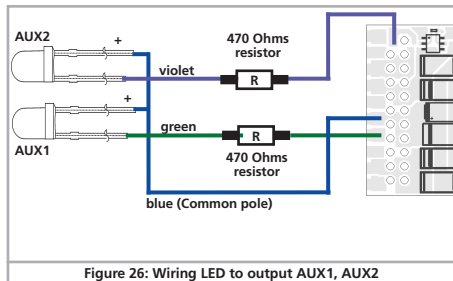 AUX2
+
470 Ohms
resistor
violet
R
+
green
R
AUX1
470 Ohms
resistor
blue (Common pole)
Figure 26: Wiring LED to output AUX1, AUX2